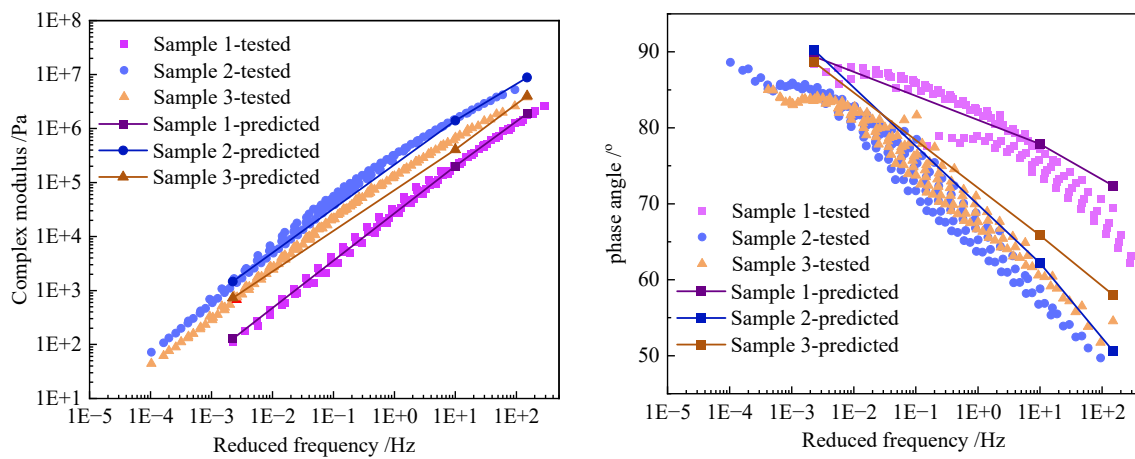 Complex modulus /Pa
1E+8
1E+7
1E+6
1E+5
1E+4
1E+3
1E+2
1E+1
Sample 1-tested
Sample 2-tested
Sample 3-tested
Sample 1-predicted
Sample 2-predicted
Sample 3-predicted
1E−5 1E−4 1E−3 1E−2 1E−1 1E+0 1E+1 1E+2
Reduced frequency /Hz
phase angle /°
90
80
70
60
50
Sample 1-tested
Sample 2-tested
Sample 3-tested
Sample 1-predicted
Sample 2-predicted
Sample 3-predicted
1E-5 1E-4 1E-3 1E-2 1E-1 1E+0 1E+1 1E+2
Reduced frequency /Hz